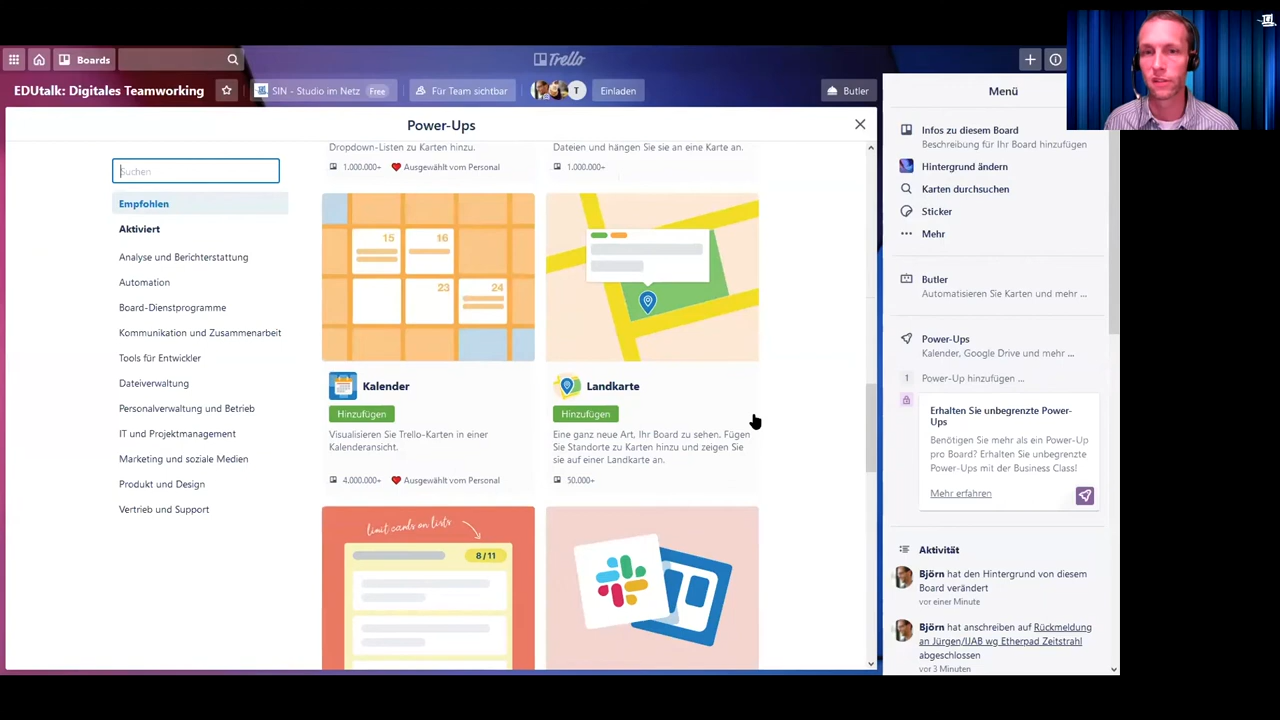 Boards
Trello
EDUtalk: Digitales Teamworking
SIN - Studio im Netz Free
Für Team sichtbar
T
Einladen
Butler
Power-Ups
Suchen
Empfohlen
Aktiviert
Analyse und Berichterstattung
Automation
Board-Dienstprogramme
Kommunikation und Zusammenarbeit
Tools für Entwickler
Dateiverwaltung
Personalverwaltung und Betrieb
IT und Projektmanagement
Marketing und soziale Medien
Produkt und Design
Vertrieb und Support
Dropdown-Listen zu Karten hinzu.
1.000.000+ Ausgewählt vom Personal
Dateien und hängen Sie sie an eine Karte an.
1.000.000+
15 16
23 24
Kalender
Hinzufügen
Visualisieren Sie Trello-Karten in einer
Kalenderansicht.
4.000.000+ Ausgewählt vom Personal
Landkarte
Hinzufügen
Eine ganz neue Art, Ihr Board zu sehen. Fügen
Sie Standorte zu Karten hinzu und zeigen Sie
sie auf einer Landkarte an.
50.000+
limit cards on lists
8/11
Menü
Infos zu diesem Board
Beschreibung für Ihr Board hinzufügen
Hintergrund ändern
Karten durchsuchen
Sticker
Mehr
Butler
Automatisieren Sie Karten und mehr ...
Power-Ups
Kalender, Google Drive und mehr ...
1 Power-Up hinzufügen ...
Erhalten Sie unbegrenzte Power-
Ups
Benötigen Sie mehr als ein Power-Up
pro Board? Erhalten Sie unbegrenzte
Power-Ups mit der Business Class!
Mehr erfahren
Aktivität
Björn hat den Hintergrund von diesem
Board verändert
vor einer Minute
Björn hat anschreiben auf Rückmeldung
an Jürgen/IJAB wg Etherpad Zeitstrahl
abgeschlossen
vor 3 Minuten